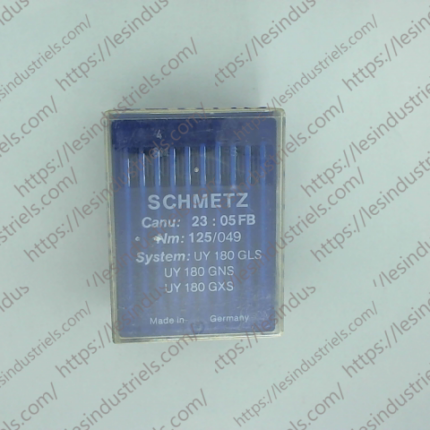 SCHMETZ
Canu: 23 : 05 FB
Nm: 125/049
System: UY 180 GLS
UY 180 GNS
UY 180 GXS
Made in Germany
https://lesindustriels.com/